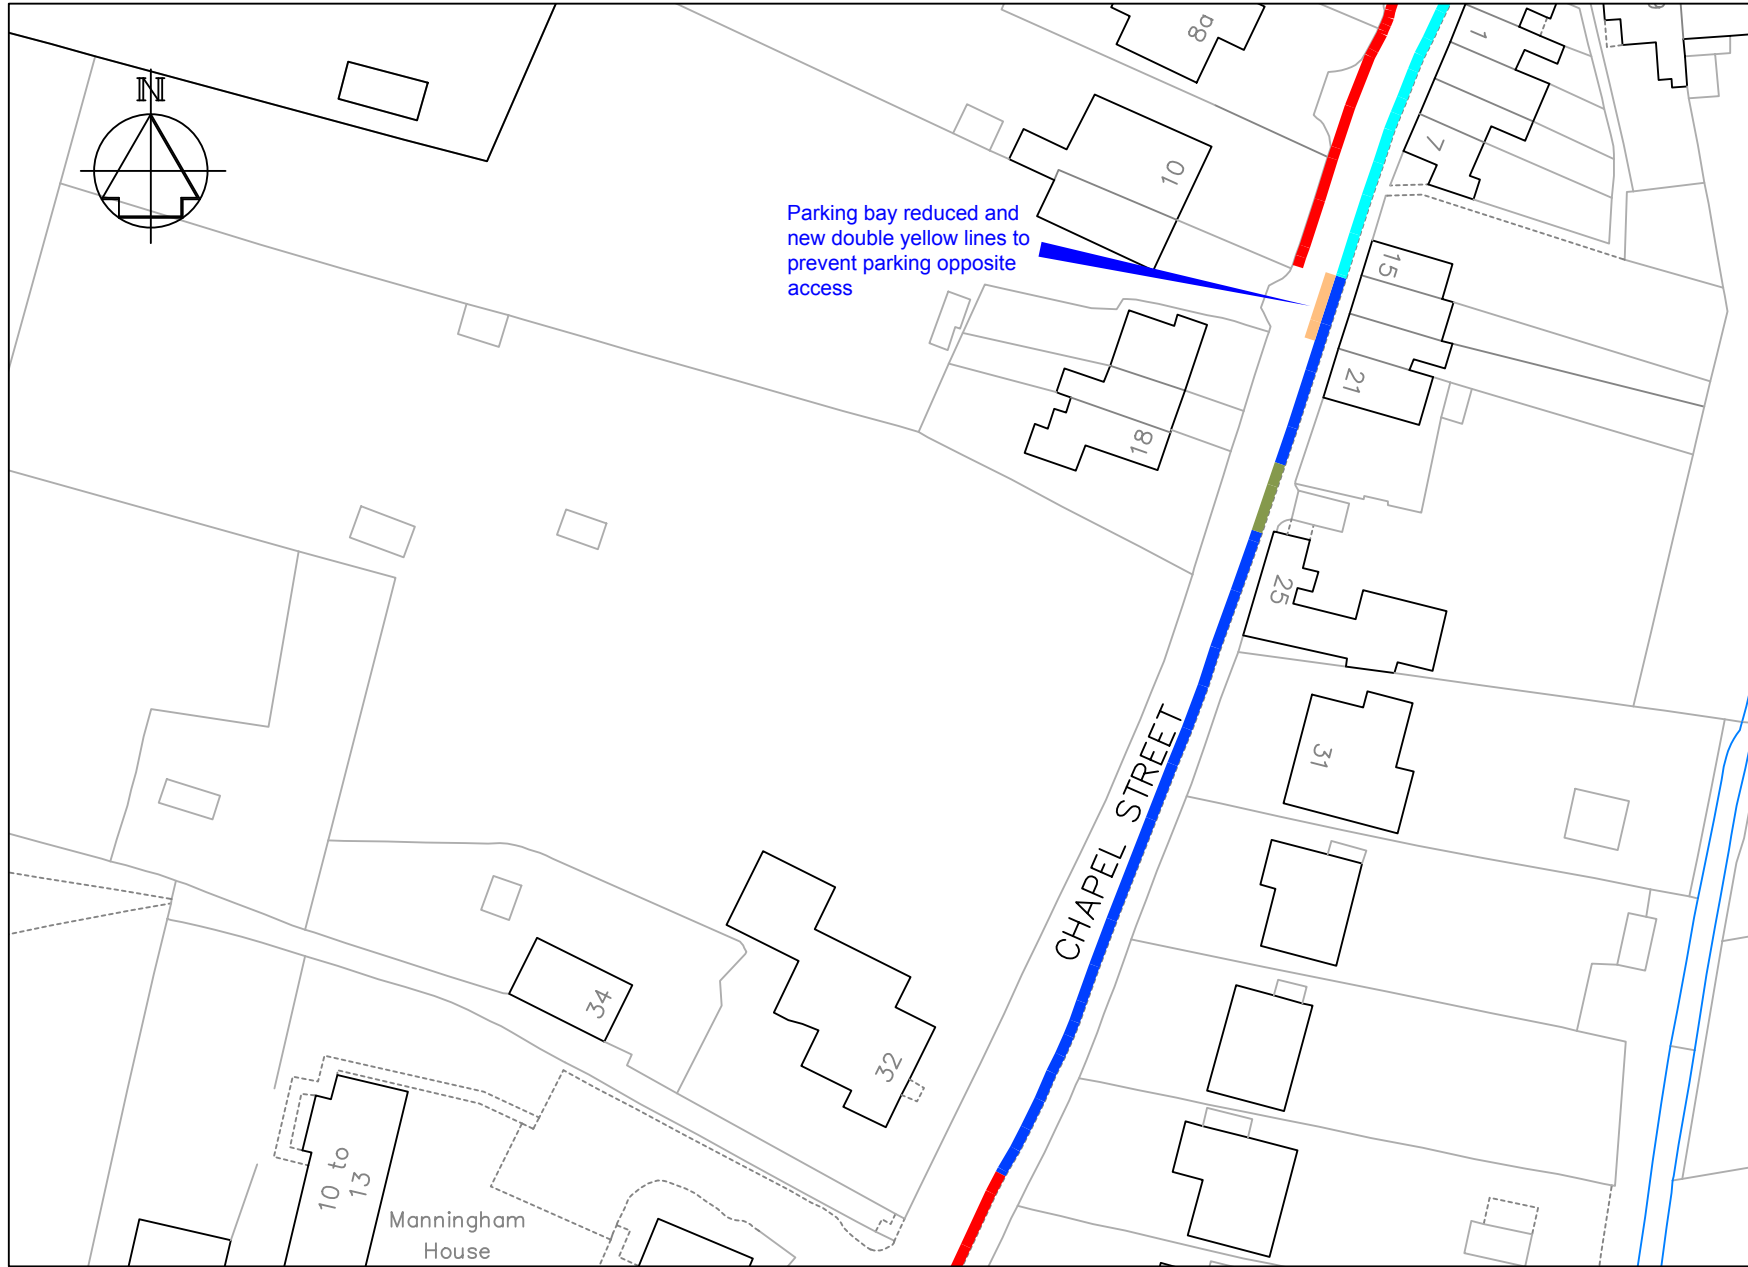 8a
1
N
7
10
Parking bay reduced and
new double yellow lines to
prevent parking opposite
access
15
21
18
25
31
CHAPEL STREET
34
32
10 to
13
Manningham
House